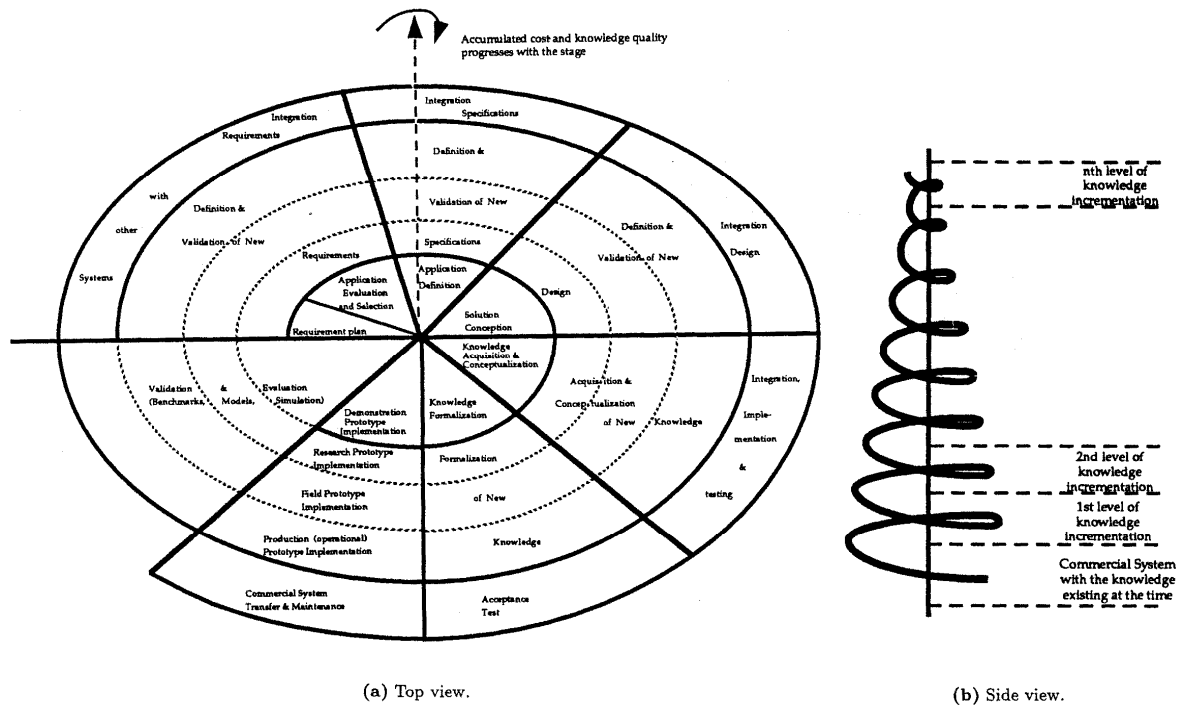 Accumulated cost and knowledge quality
progresses with the stage
Integration
Specifications
Integration
Requirements
with
other
Systems
Definition &
Validation of New
Specifications
Definition &
Validation of New
Requirements
Definition &
Validation of New
Design
Integration
Design
Application
Evaluation
and Selection
Requirement plan
Application
Definition
Solution
Conception
Knowledge
Acquisition &
Conceptualization
Knowledge
Formalization
Demonstration
Prototype
Implementation
Validation & Evaluation
(Benchmarks, Models, Simulation)
Acquisition &
Conceptualization
of New Knowledge
Integration,
Imple-
mentation
&
testing
Research Prototype
Implementation
Formalization
of New
Knowledge
Field Prototype
Implementation
Production (operational)
Prototype Implementation
Commercial System
Transfer & Maintenance
Acceptance
Test
(a) Top view.
nth level of
knowledge
incrementation
2nd level of
knowledge
incrementation
1st level of
knowledge
incrementation
Commercial System
with the knowledge
existing at the time
(b) Side view.